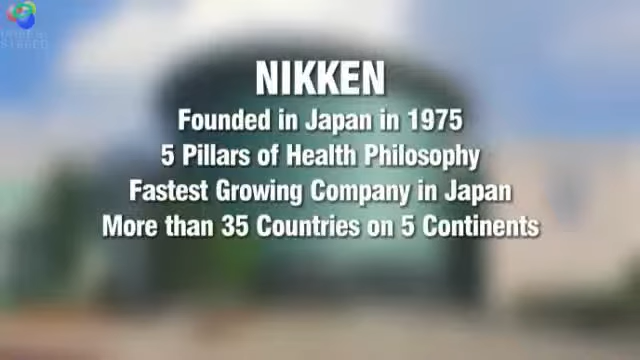 NIKKEN
Founded in Japan in 1975
5 Pillars of Health Philosophy
Fastest Growing Company in Japan
More than 35 Countries on 5 Continents